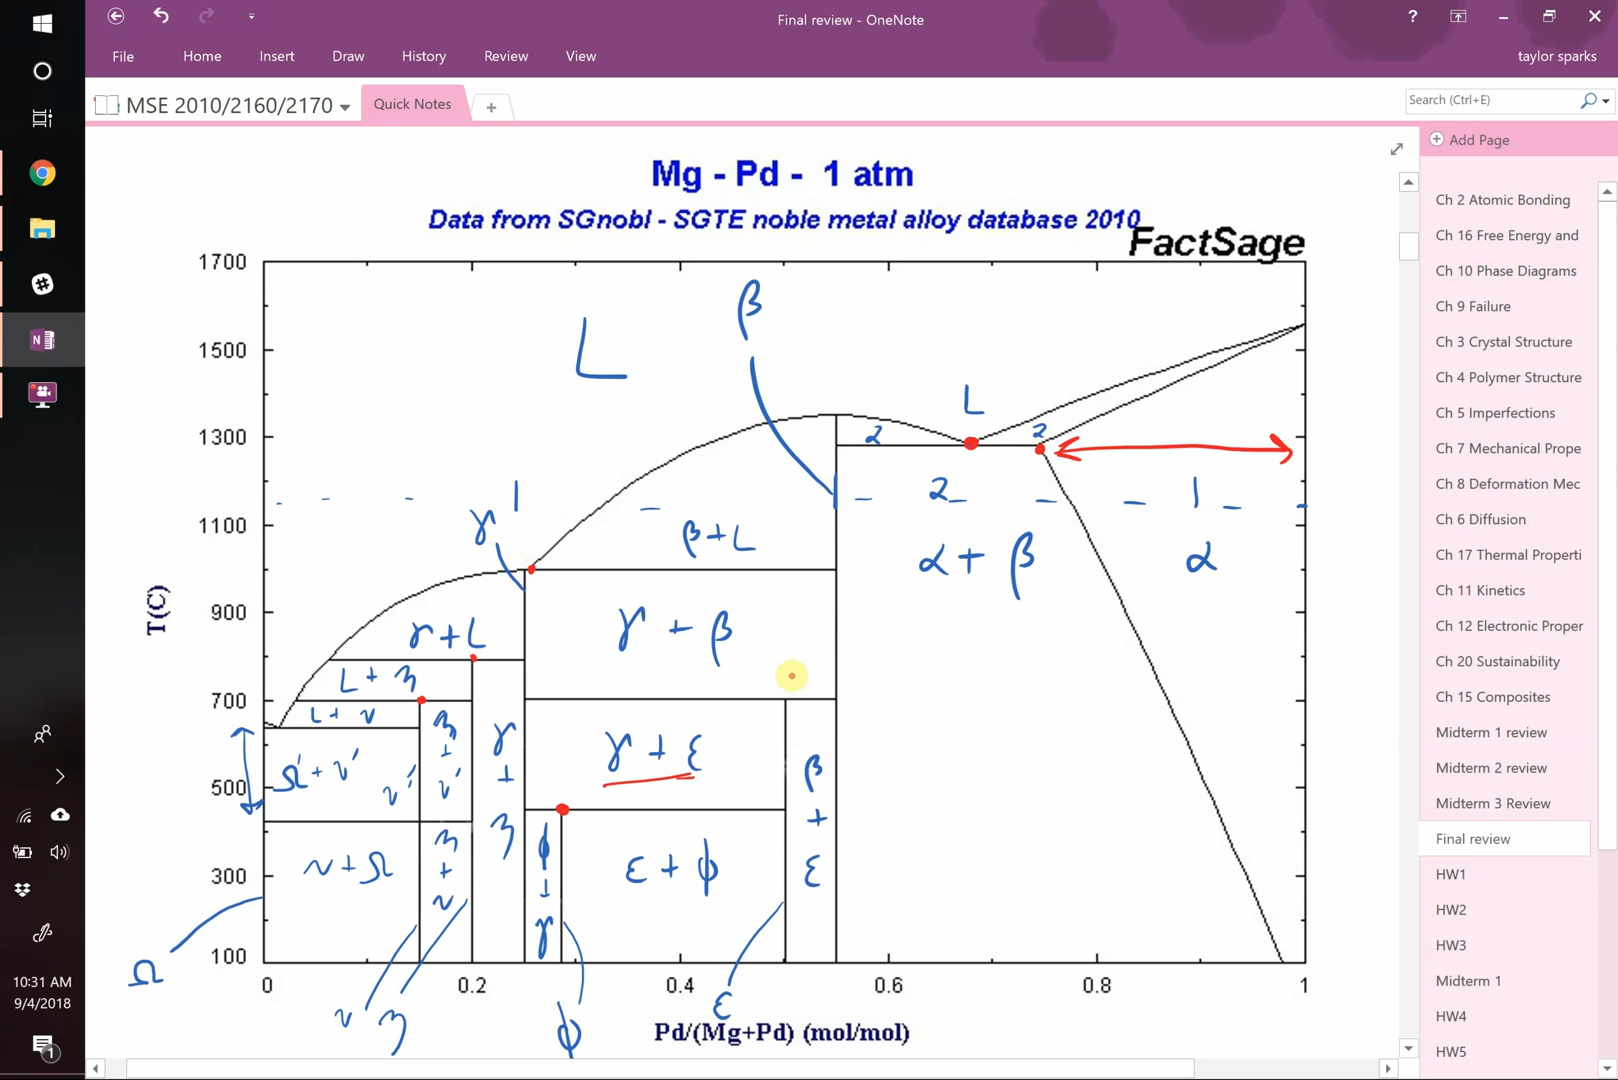 Final review - OneNote
?
taylor sparks
File Home Insert Draw History Review View
MSE 2010/2160/2170
Quick Notes
+
Search (Ctrl+E)
Add Page
Ch 2 Atomic Bonding
Ch 16 Free Energy and
Ch 10 Phase Diagrams
Ch 9 Failure
Ch 3 Crystal Structure
Ch 4 Polymer Structure
Ch 5 Imperfections
Ch 7 Mechanical Prope
Ch 8 Deformation Mec
Ch 6 Diffusion
Ch 17 Thermal Properti
Ch 11 Kinetics
Ch 12 Electronic Proper
Ch 20 Sustainability
Ch 15 Composites
Midterm 1 review
Midterm 2 review
Midterm 3 Review
Final review
HW1
HW2
HW3
Midterm 1
HW4
HW5
Mg - Pd - 1 atm
Data from SGnobl - SGTE noble metal alloy database 2010
FactSage
1700
1500
1300
1100
900
700
500
300
100
T(C)
β
L
L
2
2
1
2
1
γ
β+L
α + β
α
γ+L
γ + β
L + η
L + ν
Ω'+ ν'
ν'
η + ν'
γ + η
γ + ε
β + ε
ν + Ω
η + ν
φ + γ
ε + φ
Ω
ν
η
φ
ε
0 0.2 0.4 0.6 0.8 1
Pd/(Mg+Pd) (mol/mol)
10:31 AM
9/4/2018
1